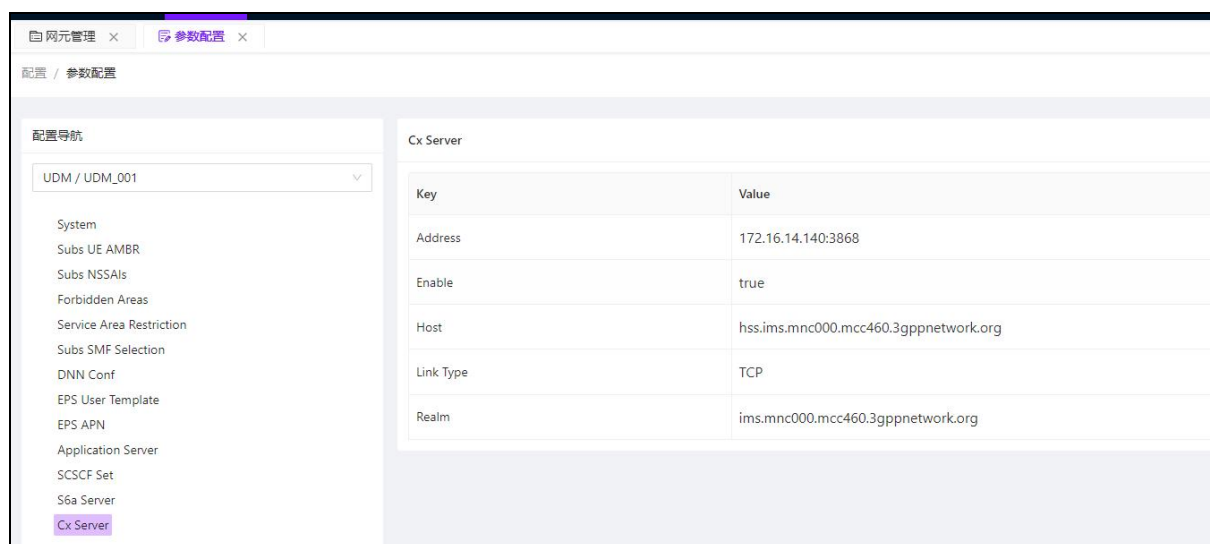 网元管理 参数配置
配置 / 参数配置
配置导航
UDM / UDM_001
System
Subs UE AMBR
Subs NSSAIs
Forbidden Areas
Service Area Restriction
Subs SMF Selection
DNN Conf
EPS User Template
EPS APN
Application Server
SCSCF Set
S6a Server
Cx Server
Cx Server
Key Value
Address 172.16.14.140:3868
Enable true
Host hss.ims.mnc000.mcc460.3gppnetwork.org
Link Type TCP
Realm ims.mnc000.mcc460.3gppnetwork.org